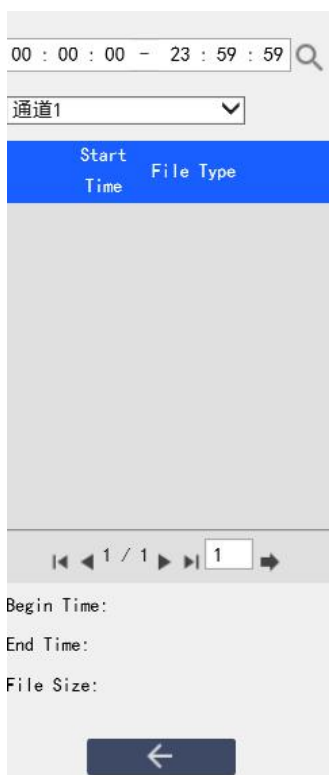 00 : 00 : 00 - 23 : 59 : 59
通道1
Start
Time
File Type
1 / 1
1
Begin Time:
End Time:
File Size: